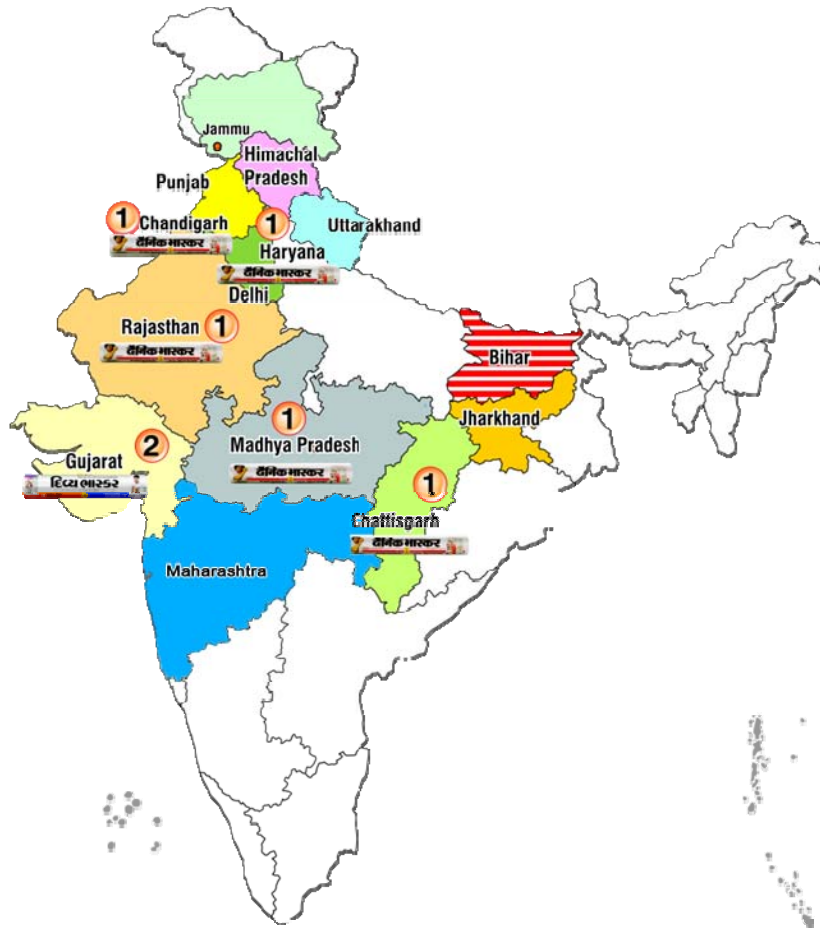 Jammu
Himachal
Pradesh
Punjab
Uttarakhand
1
Chandigarh
दैनिक भास्कर
1
Haryana
दैनिक भास्कर
Delhi
Rajasthan
1
दैनिक भास्कर
Bihar
Jharkhand
1
Madhya Pradesh
दैनिक भास्कर
2
Gujarat
દિવ્ય ભાસ્કર
1
Chattisgarh
दैनिक भास्कर
Maharashtra